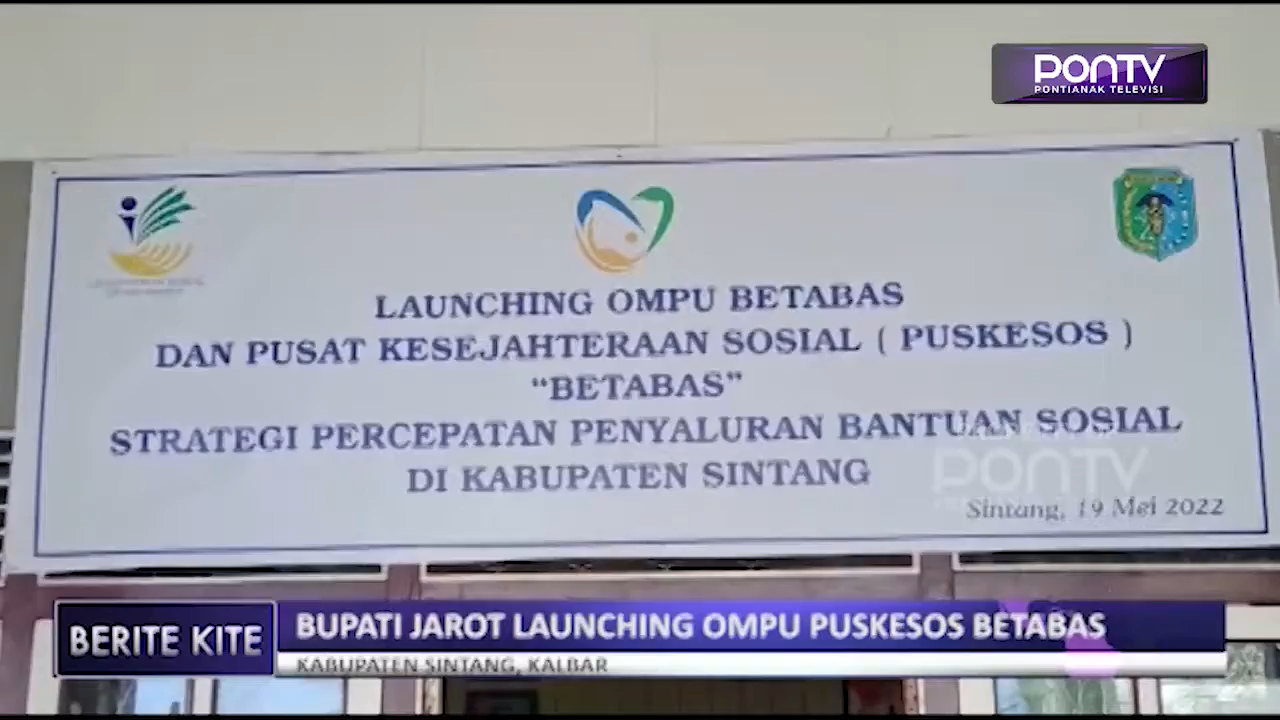 PONTV
PONTIANAK TELEVISI
LAUNCHING OMPU BETABAS
DAN PUSAT KESEJAHTERAAN SOSIAL ( PUSKESOS )
“BETABAS”
STRATEGI PERCEPATAN PENYALURAN BANTUAN SOSIAL
DI KABUPATEN SINTANG
PONTV
Sintang, 19 Mei 2022
BERITE KITE
BUPATI JAROT LAUNCHING OMPU PUSKESOS BETABAS
KABUPATEN SINTANG, KALBAR